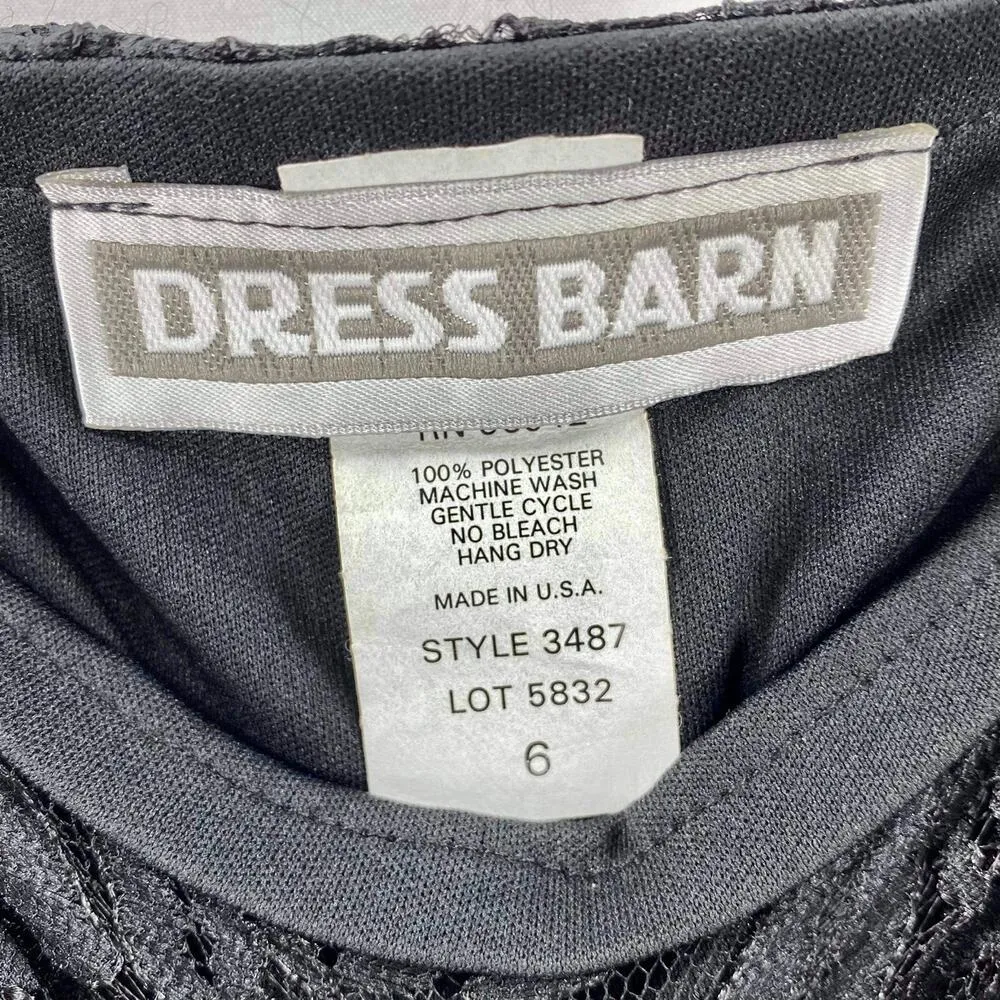 DRESS BARN
RN
100% POLYESTER
MACHINE WASH
GENTLE CYCLE
NO BLEACH
HANG DRY
MADE IN U.S.A.
STYLE 3487
LOT 5832
6